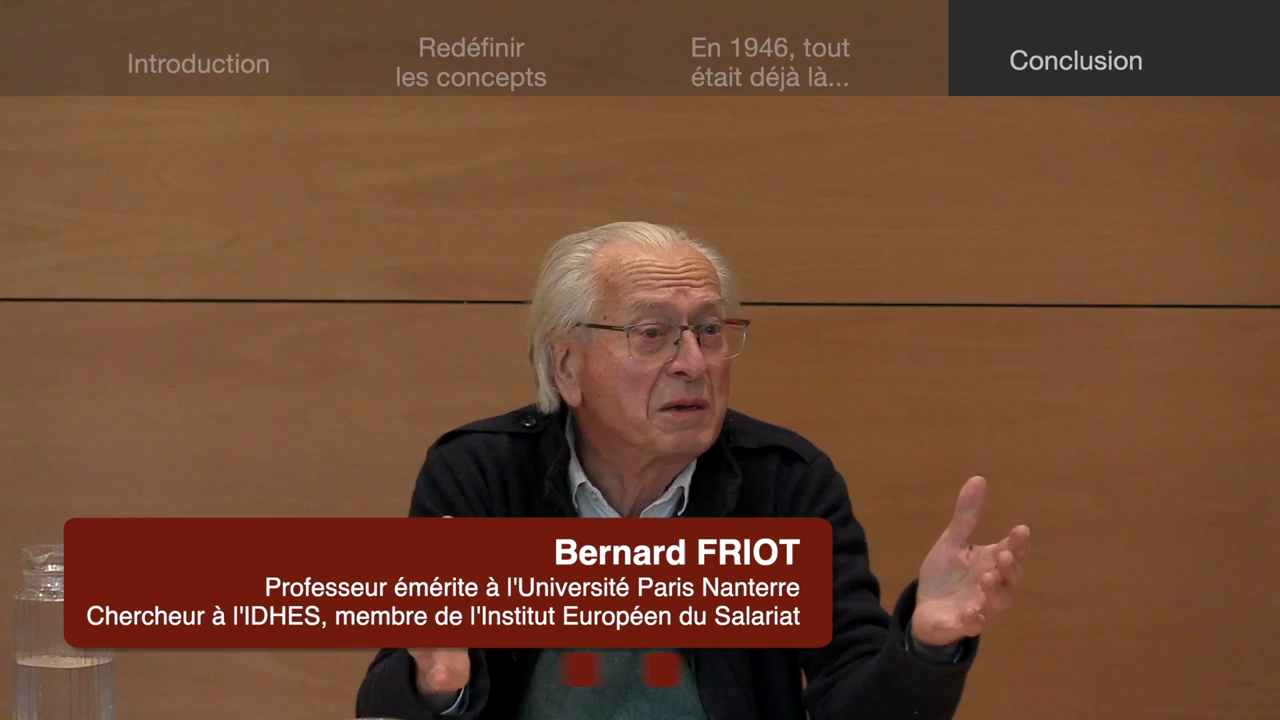 Introduction
Redéfinir
les concepts
En 1946, tout
était déjà là...
Conclusion
Bernard FRIOT
Professeur émérite à l'Université Paris Nanterre
Chercheur à l'IDHES, membre de l'Institut Européen du Salariat